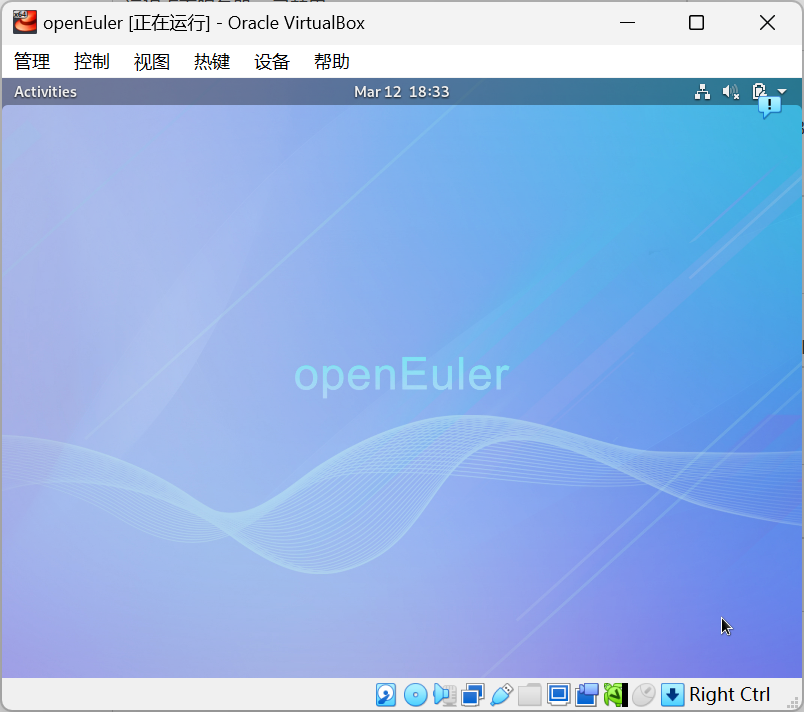 openEuler [正在运行] - Oracle VirtualBox
管理 控制 视图 热键 设备 帮助
Activities Mar 12 18:33
openEuler
Right Ctrl